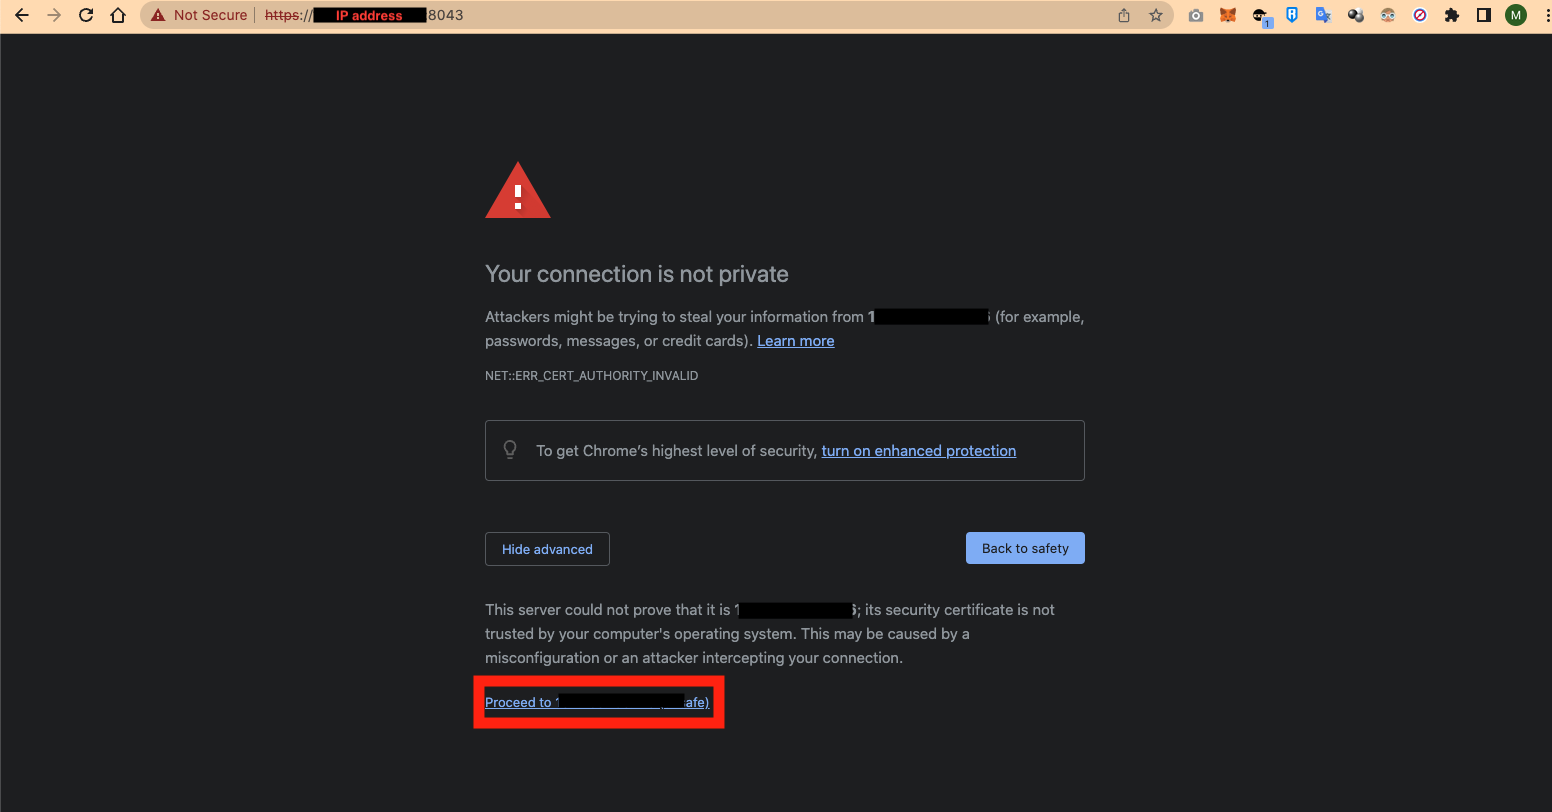 Not Secure https:// IP address 8043
1
M
Your connection is not private
Attackers might be trying to steal your information from 1 (for example,
passwords, messages, or credit cards). Learn more
NET::ERR_CERT_AUTHORITY_INVALID
To get Chrome's highest level of security, turn on enhanced protection
Hide advanced
Back to safety
This server could not prove that it is 1 6; its security certificate is not
trusted by your computer's operating system. This may be caused by a
misconfiguration or an attacker intercepting your connection.
Proceed to 1 safe)